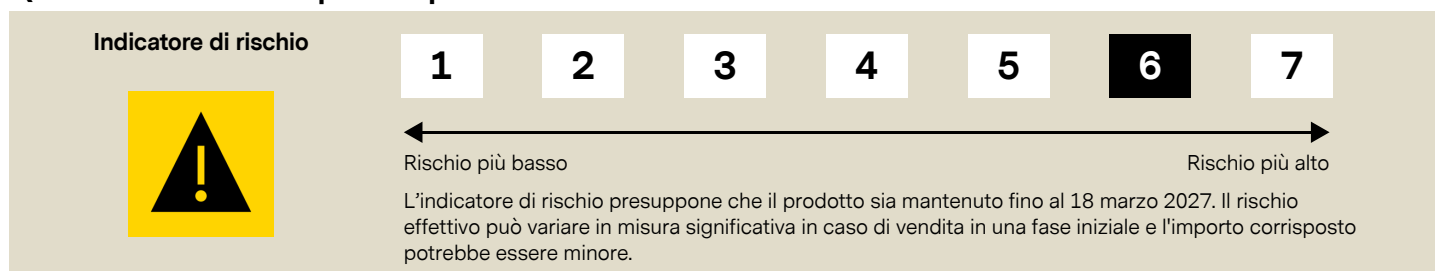 Indicatore di rischio
1 2 3 4 5 6 7
Rischio più basso Rischio più alto
L'indicatore di rischio presuppone che il prodotto sia mantenuto fino al 18 marzo 2027. Il rischio
effettivo può variare in misura significativa in caso di vendita in una fase iniziale e l'importo corrisposto
potrebbe essere minore.